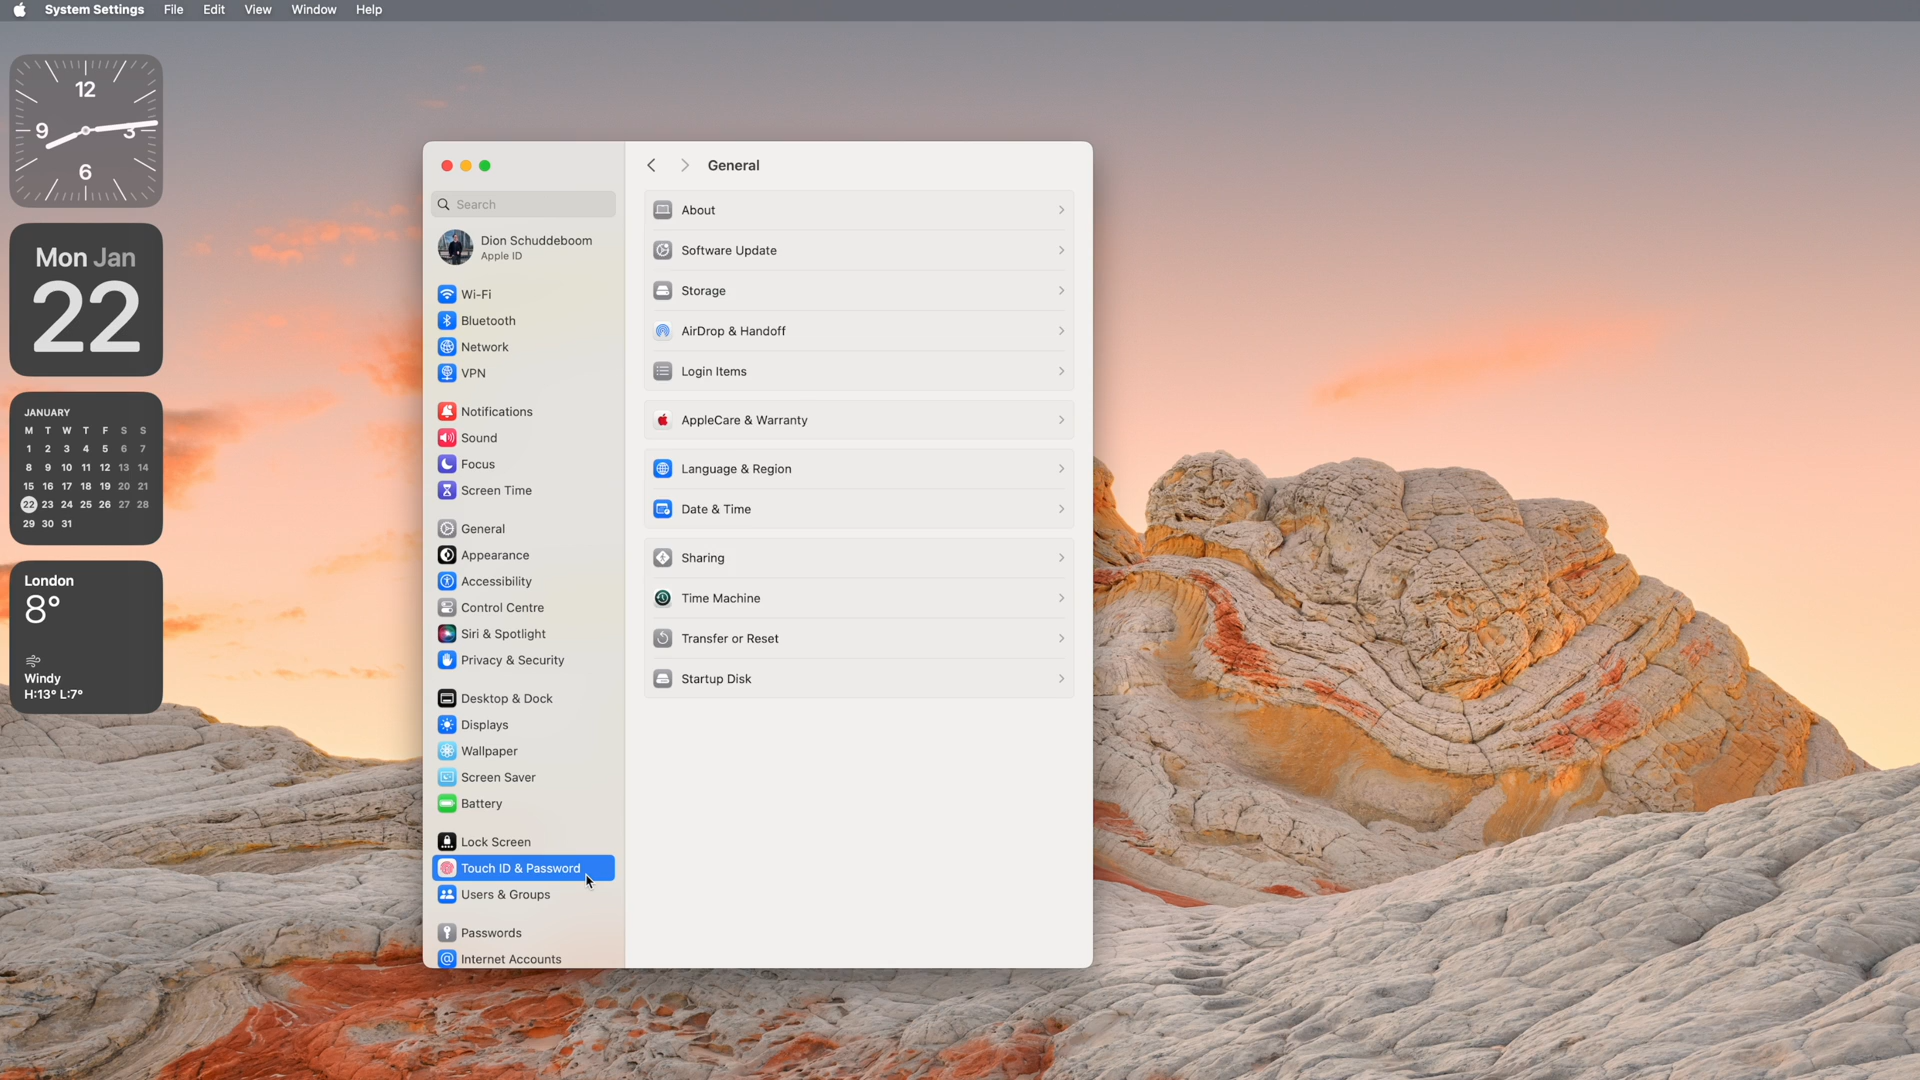 System Settings File Edit View Window Help
12
9 3
6
Mon Jan
22
JANUARY
M T W T F S S
1 2 3 4 5 6 7
8 9 10 11 12 13 14
15 16 17 18 19 20 21
22 23 24 25 26 27 28
29 30 31
London
8°
Windy
H:13° L:7°
Search
Dion Schuddeboom
Apple ID
Wi-Fi
Bluetooth
Network
VPN
Notifications
Sound
Focus
Screen Time
General
Appearance
Accessibility
Control Centre
Siri & Spotlight
Privacy & Security
Desktop & Dock
Displays
Wallpaper
Screen Saver
Battery
Lock Screen
Touch ID & Password
Users & Groups
Passwords
Internet Accounts
General
About
Software Update
Storage
AirDrop & Handoff
Login Items
AppleCare & Warranty
Language & Region
Date & Time
Sharing
Time Machine
Transfer or Reset
Startup Disk